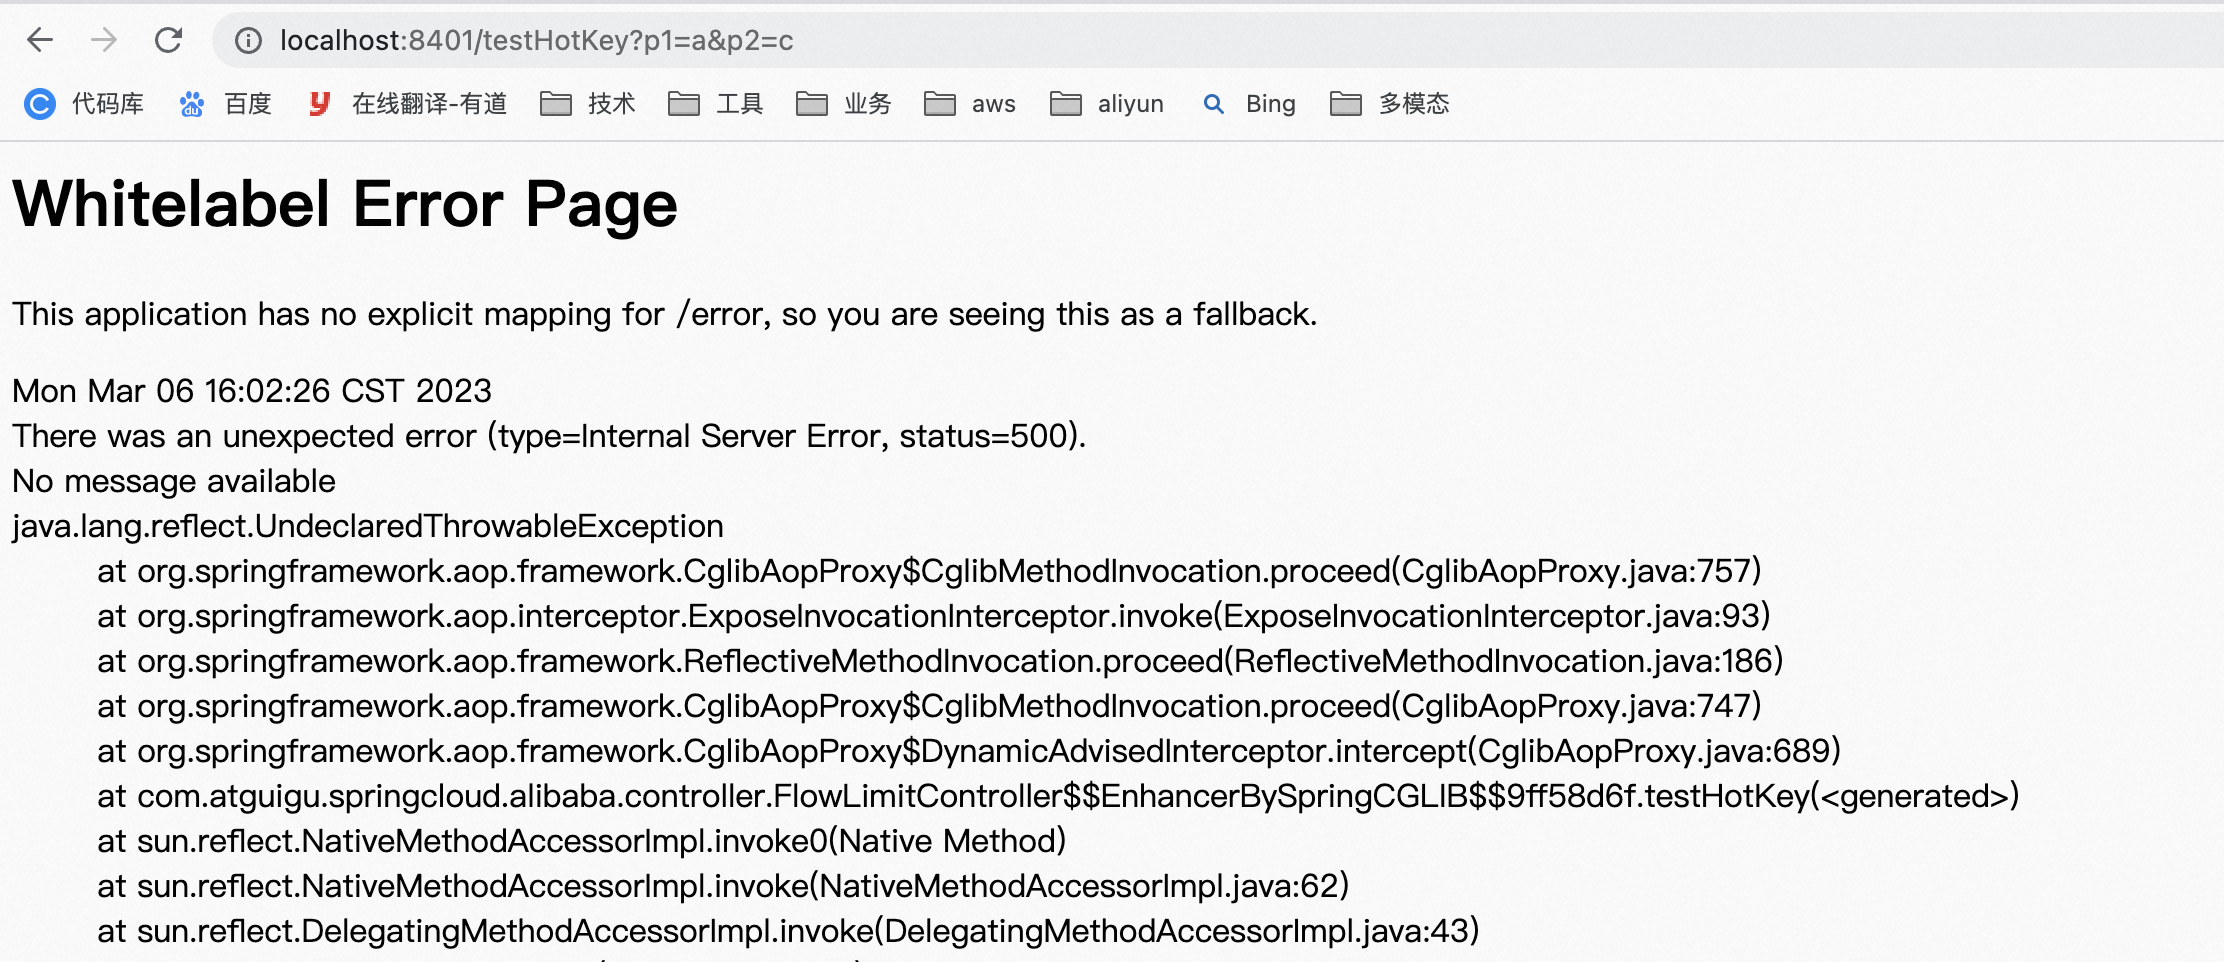 localhost:8401/testHotKey?p1=a&p2=c
代码库 百度 在线翻译-有道 技术 工具 业务 aws aliyun Bing 多模态
Whitelabel Error Page
This application has no explicit mapping for /error, so you are seeing this as a fallback.
Mon Mar 06 16:02:26 CST 2023
There was an unexpected error (type=Internal Server Error, status=500).
No message available
java.lang.reflect.UndeclaredThrowableException
at org.springframework.aop.framework.CglibAopProxy$CglibMethodInvocation.proceed(CglibAopProxy.java:757)
at org.springframework.aop.interceptor.ExposeInvocationInterceptor.invoke(ExposeInvocationInterceptor.java:93)
at org.springframework.aop.framework.ReflectiveMethodInvocation.proceed(ReflectiveMethodInvocation.java:186)
at org.springframework.aop.framework.CglibAopProxy$CglibMethodInvocation.proceed(CglibAopProxy.java:747)
at org.springframework.aop.framework.CglibAopProxy$DynamicAdvisedInterceptor.intercept(CglibAopProxy.java:689)
at com.atguigu.springcloud.alibaba.controller.FlowLimitController$$EnhancerBySpringCGLIB$$9ff58d6f.testHotKey(<generated>)
at sun.reflect.NativeMethodAccessorImpl.invoke0(Native Method)
at sun.reflect.NativeMethodAccessorImpl.invoke(NativeMethodAccessorImpl.java:62)
at sun.reflect.DelegatingMethodAccessorImpl.invoke(DelegatingMethodAccessorImpl.java:43)